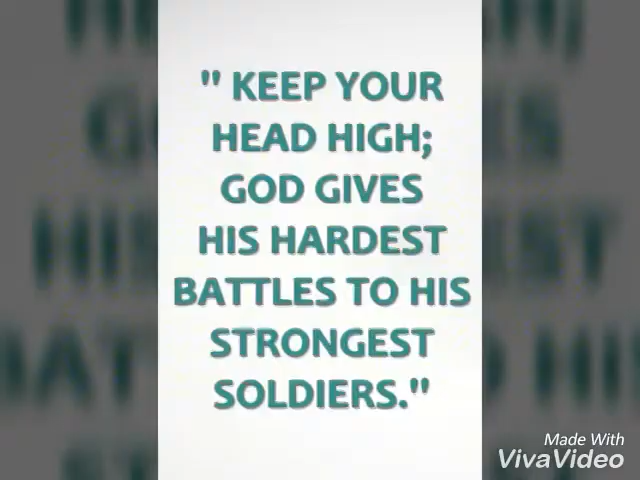 " KEEP YOUR
HEAD HIGH;
GOD GIVES
HIS HARDEST
BATTLES TO HIS
STRONGEST
SOLDIERS."
Made With
VivaVideo